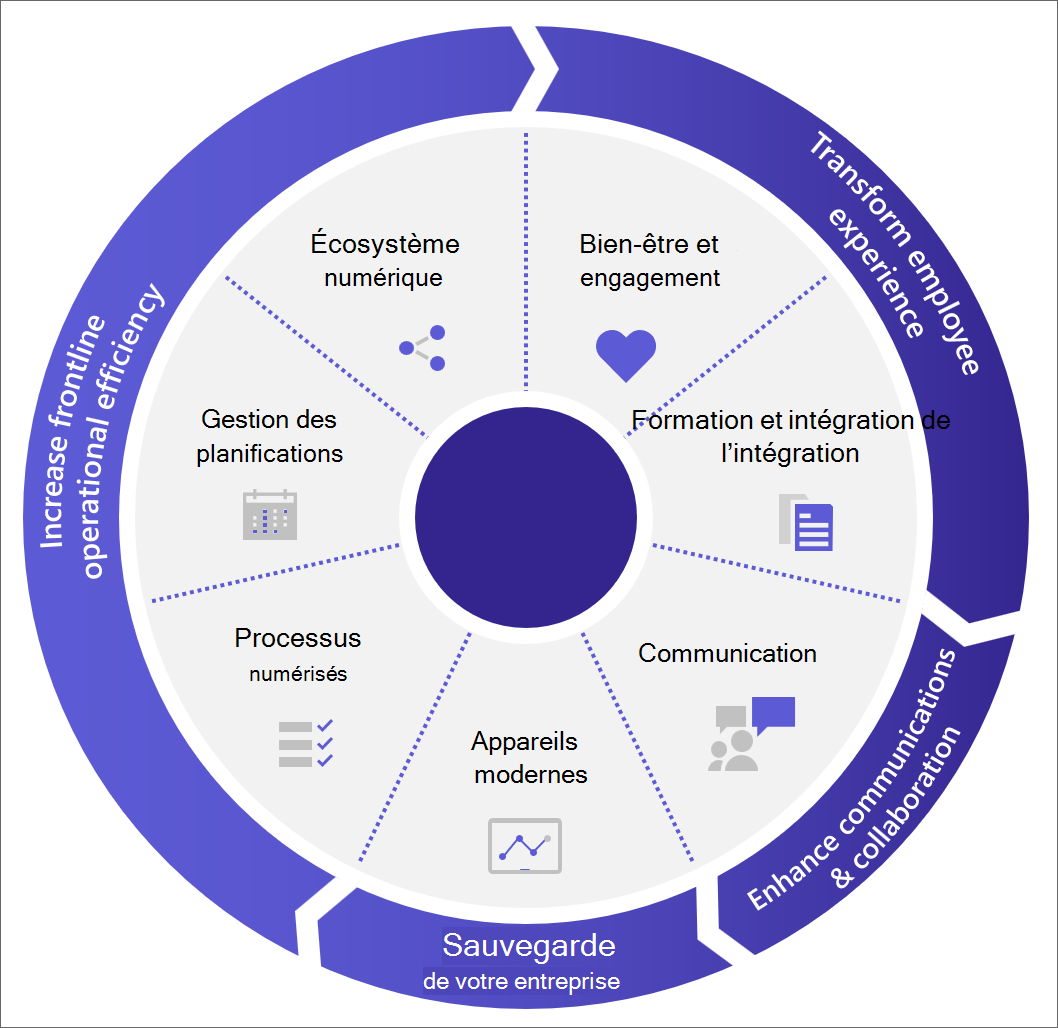 Écosystème
numérique
Bien-être et
engagement
Transform employee
experience
Increase frontline
operational efficiency
Gestion des
planifications
Formation et intégration de
l’intégration
Processus
numérisés
Communication
Appareils
modernes
Enhance communications
& collaboration
Sauvegarde
de votre entreprise